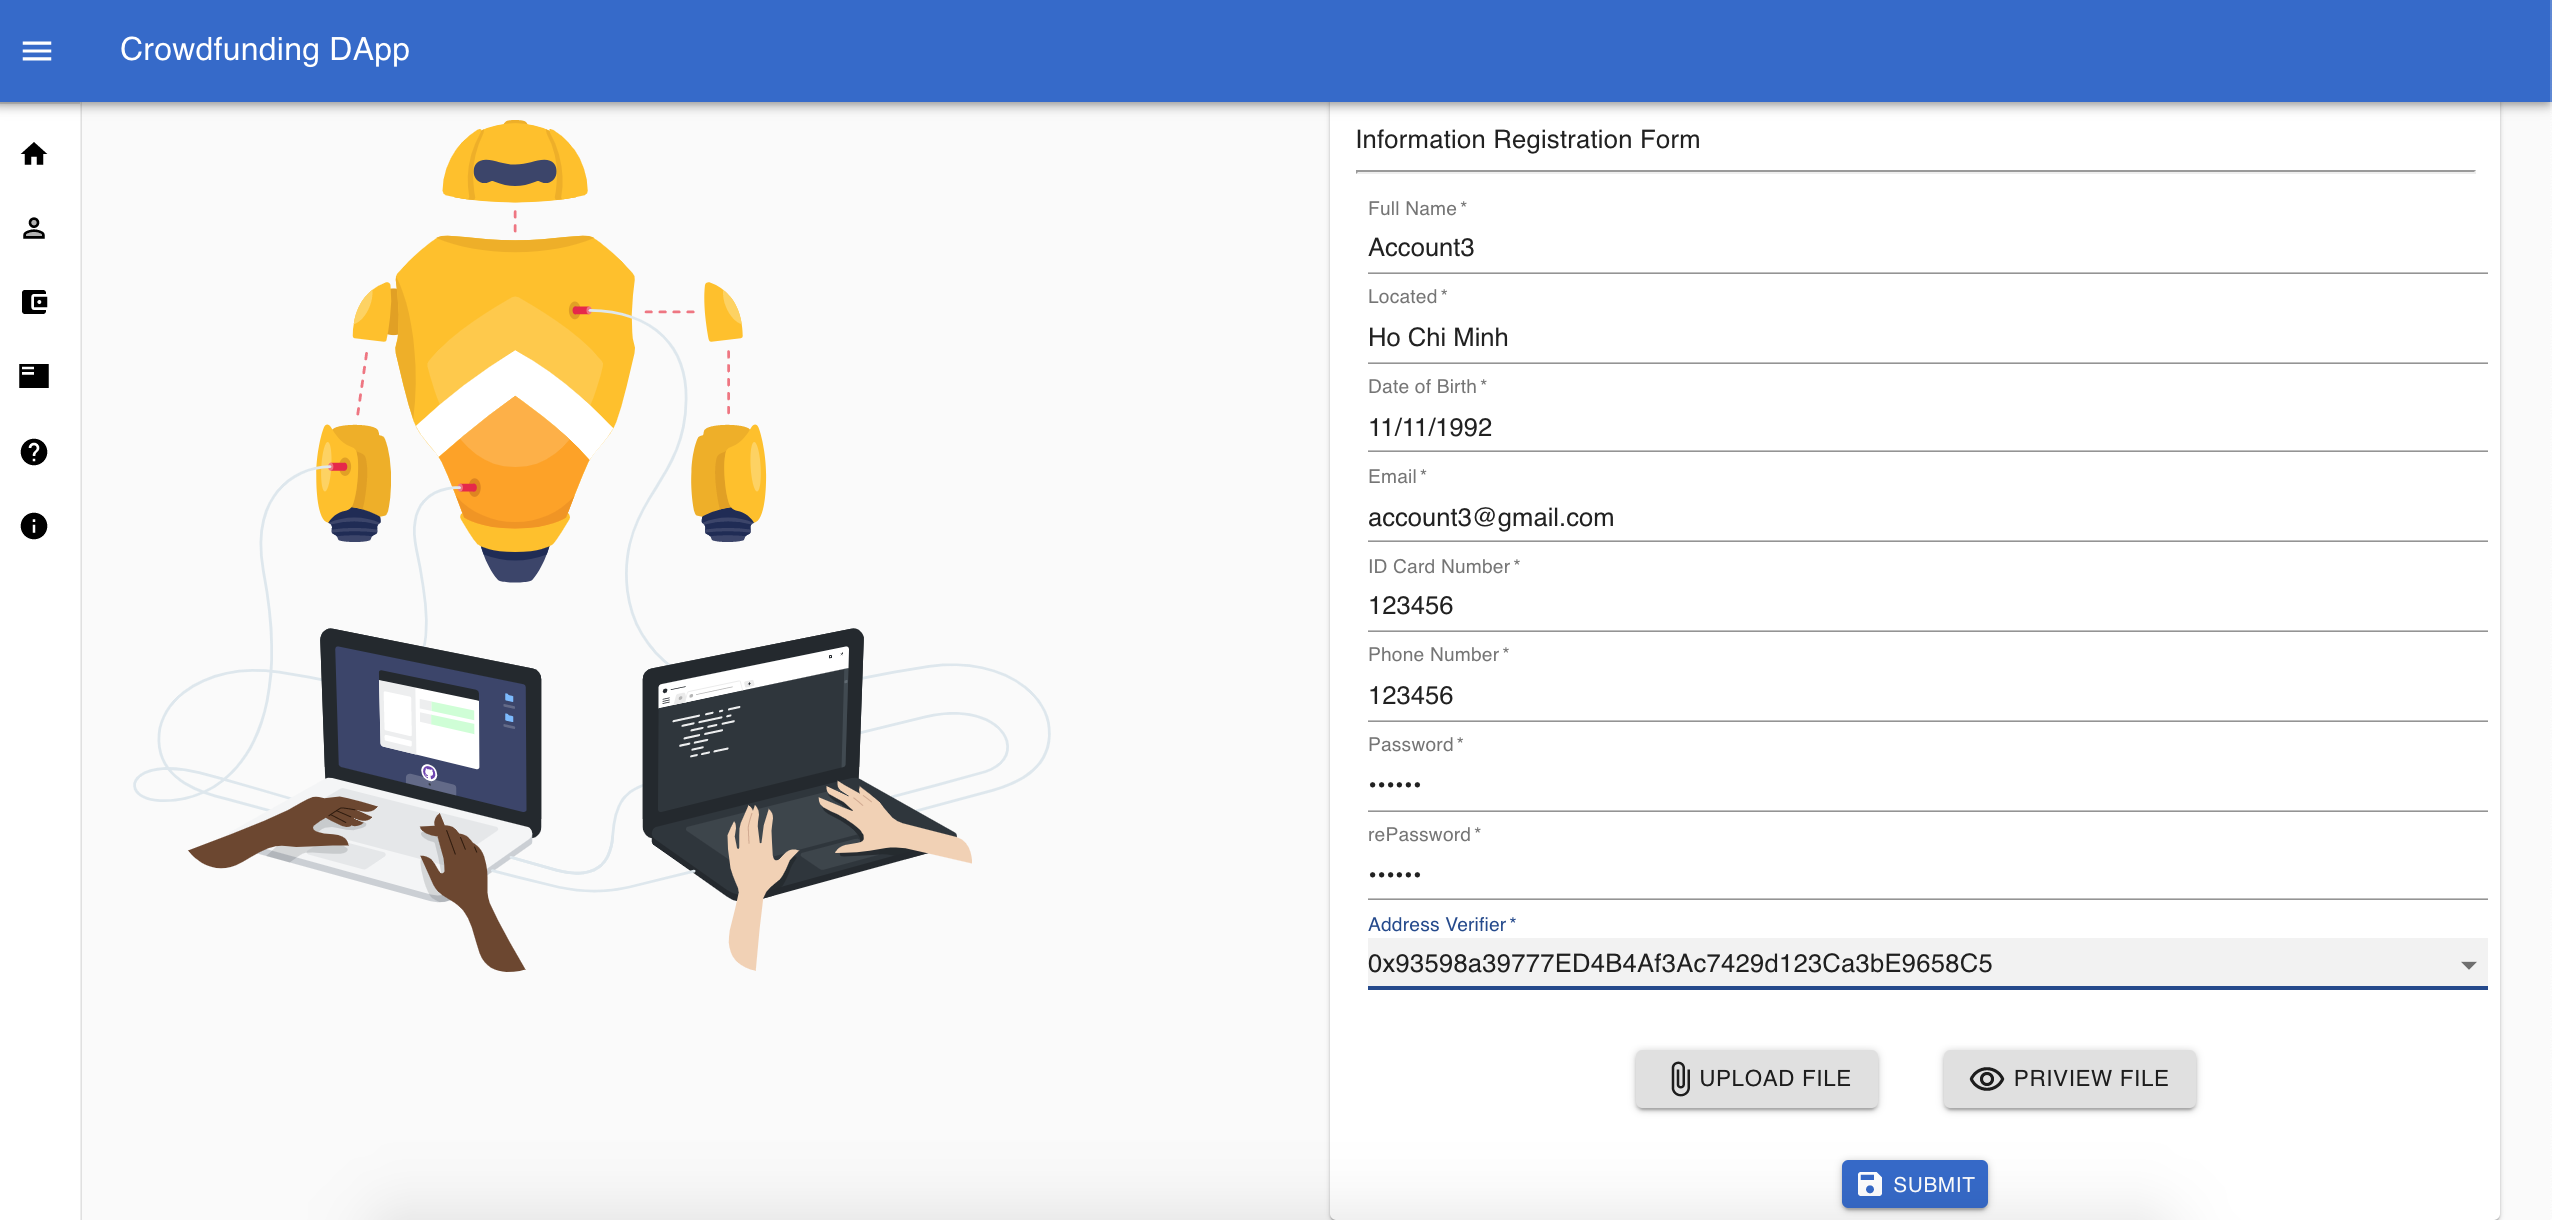 Crowdfunding DApp
Information Registration Form
Full Name *
Account3
Located *
Ho Chi Minh
Date of Birth *
11/11/1992
Email *
account3@gmail.com
ID Card Number *
123456
Phone Number *
123456
Password *
••••••
rePassword *
••••••
Address Verifier *
0x93598a39777ED4B4Af3Ac7429d123Ca3bE9658C5
UPLOAD FILE
PRIVIEW FILE
SUBMIT